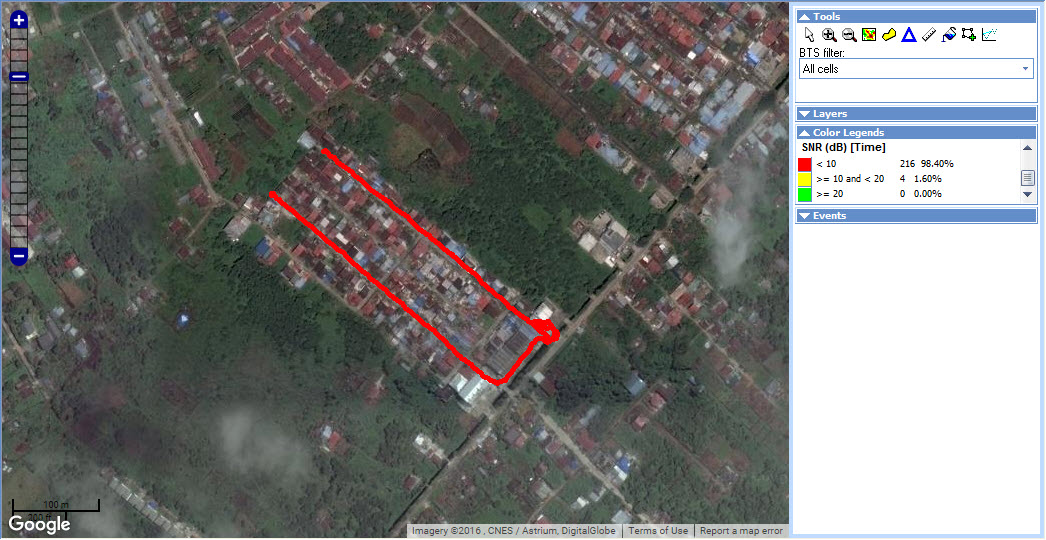 Tools
BTS filter:
All cells
Layers
Color Legends
SNR (dB) [Time]
< 10 216 98.40%
>= 10 and < 20 4 1.60%
>= 20 0 0.00%
Events
100 m
300 ft
Google
Imagery ©2016 , CNES / Astrium, DigitalGlobe Terms of Use Report a map error